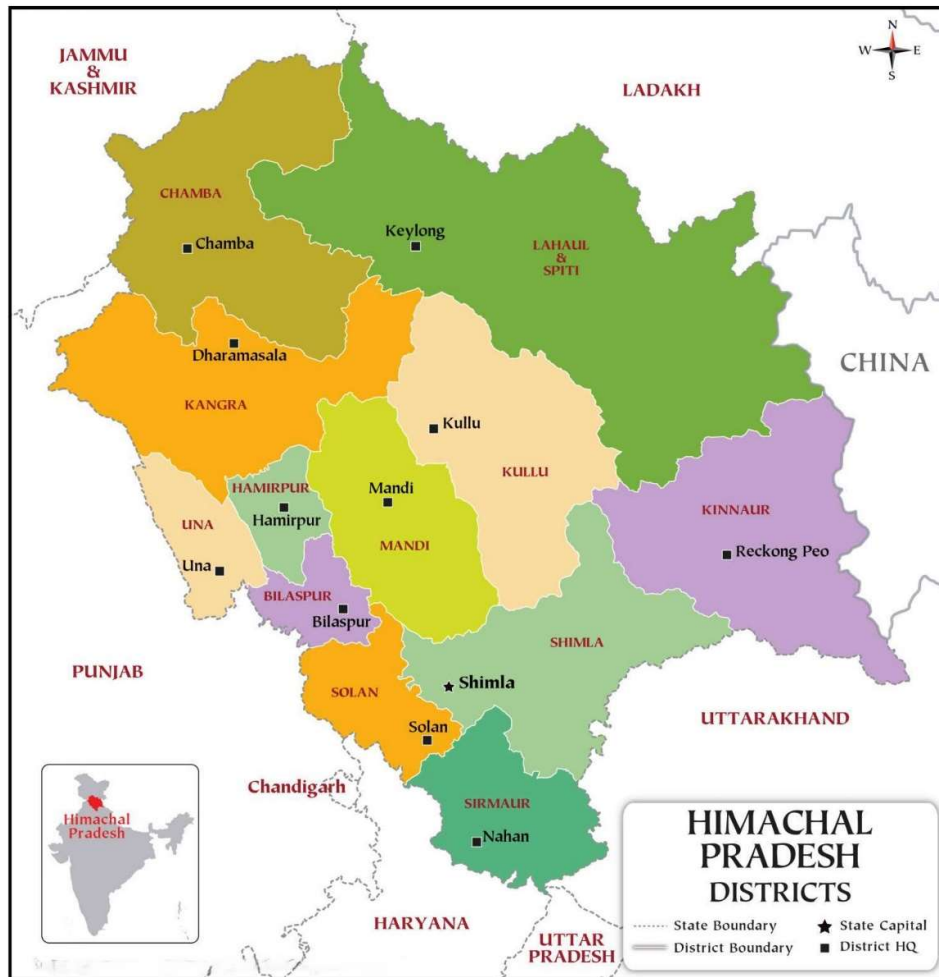 JAMMU
&
KASHMIR
N
W E
S
LADAKH
CHAMBA
Chamba
Keylong
LAHAUL
&
SPITI
Dharamasala
CHINA
KANGRA
Kullu
KULLU
HAMIRPUR
Hamirpur
Mandi
MANDI
KINNAUR
Reckong Peo
UNA
Una
BILASPUR
Bilaspur
SHIMLA
Shimla
PUNJAB
SOLAN
Solan
UTTARAKHAND
Chandigarh
SIRMAUR
Nahan
Himachal
Pradesh
HARYANA
UTTAR
PRADESH
HIMACHAL
PRADESH
DISTRICTS
State Boundary
State Capital
District Boundary
District HQ